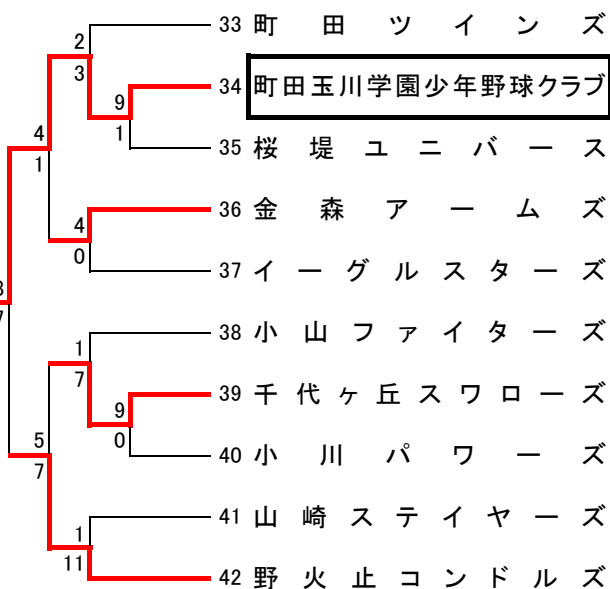 33 町田ツインズ
2
3
34 町田玉川学園少年野球クラブ
9
1
35 桜堤ユニバース
4
1
36 金森アームズ
4
0
37 イーグルスターズ
38 小山ファイターズ
1
7
39 千代ヶ丘スワローズ
9
0
40 小川パワーズ
5
7
41 山崎ステイヤーズ
1
11
42 野火止コンドルズ